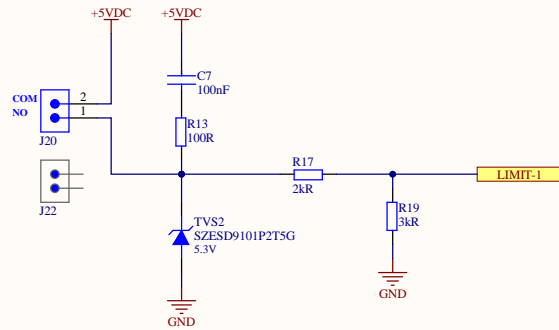 +5VDC
+5VDC
C7
100nF
COM
2
NO
1
J20
R13
100R
R17
2kR
LIMIT-1
J22
R19
3kR
TVS2
SZESD9101P2T5G
5.3V
GND
GND